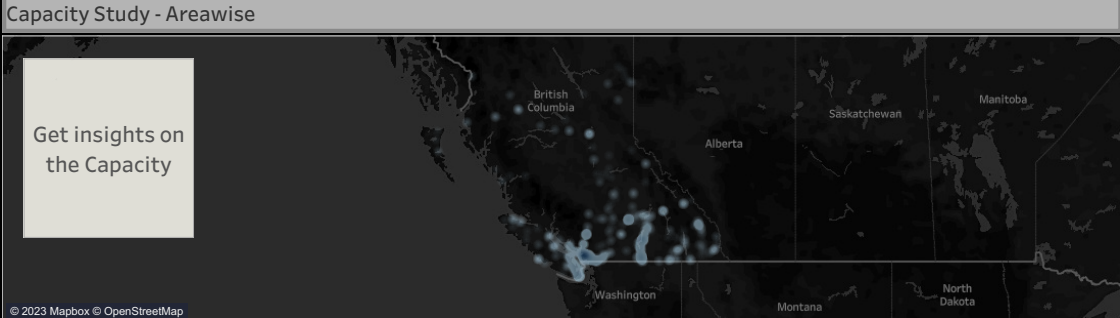 Capacity Study - Areawise
Get insights on
the Capacity
British
Columbia
Alberta
Saskatchewan
Manitoba
Washington
Montana
North
Dakota
© 2023 Mapbox © OpenStreetMap